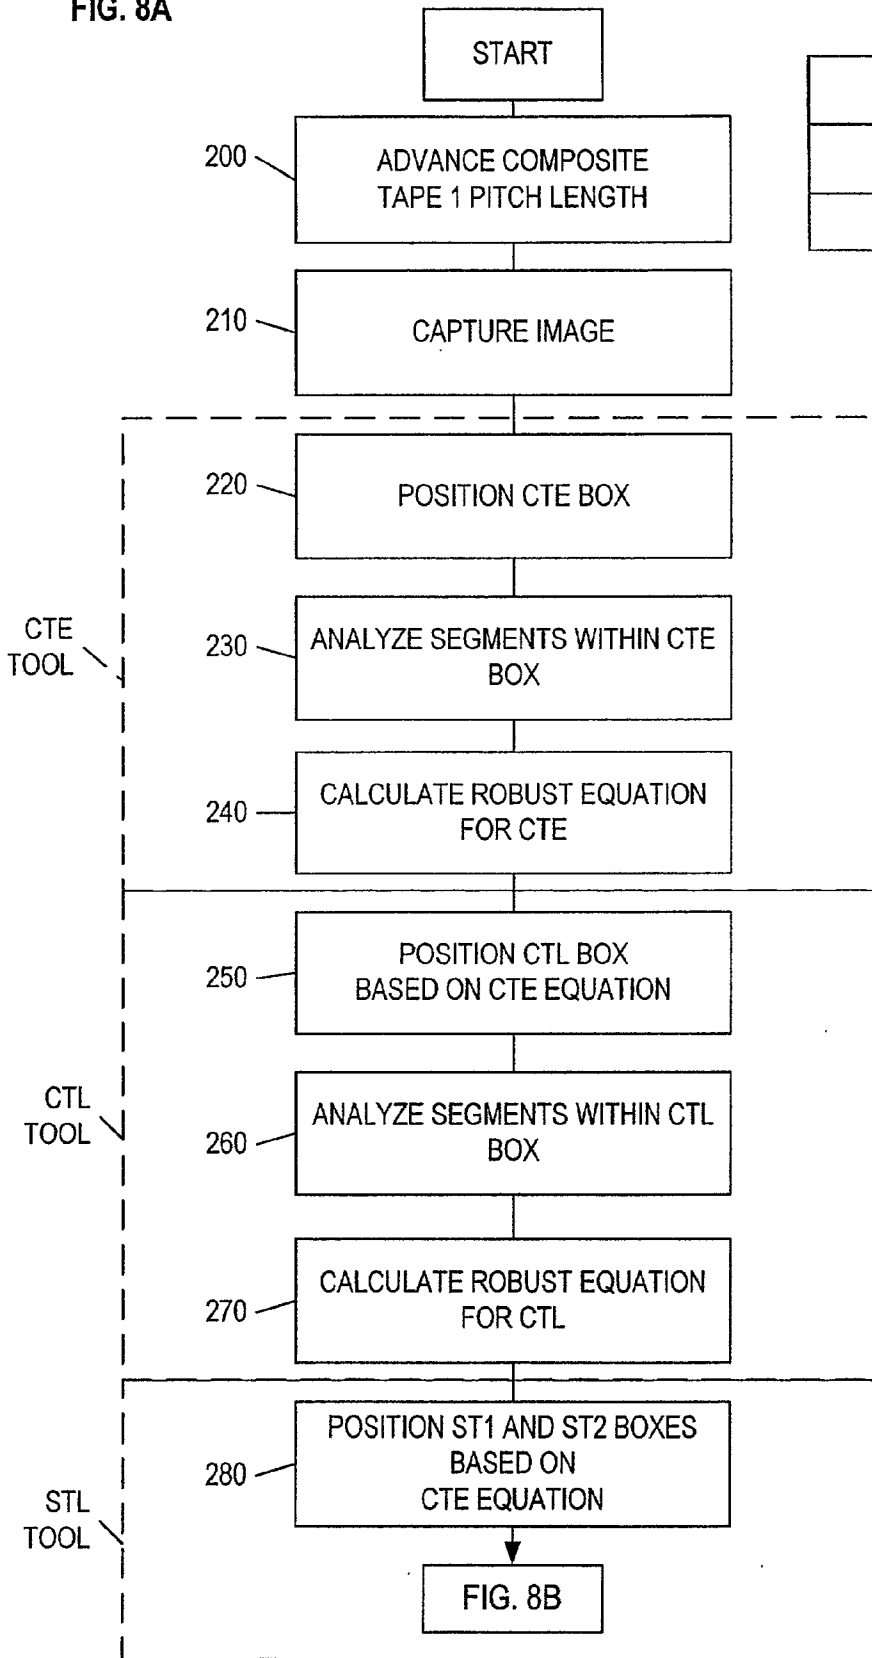 FIG. 8A
START
200
ADVANCE COMPOSITE
TAPE 1 PITCH LENGTH
210
CAPTURE IMAGE
220
POSITION CTE BOX
CTE
TOOL
230
ANALYZE SEGMENTS WITHIN CTE
BOX
240
CALCULATE ROBUST EQUATION
FOR CTE
250
POSITION CTL BOX
BASED ON CTE EQUATION
CTL
TOOL
260
ANALYZE SEGMENTS WITHIN CTL
BOX
270
CALCULATE ROBUST EQUATION
FOR CTL
280
POSITION ST1 AND ST2 BOXES
BASED ON
CTE EQUATION
STL
TOOL
FIG. 8B